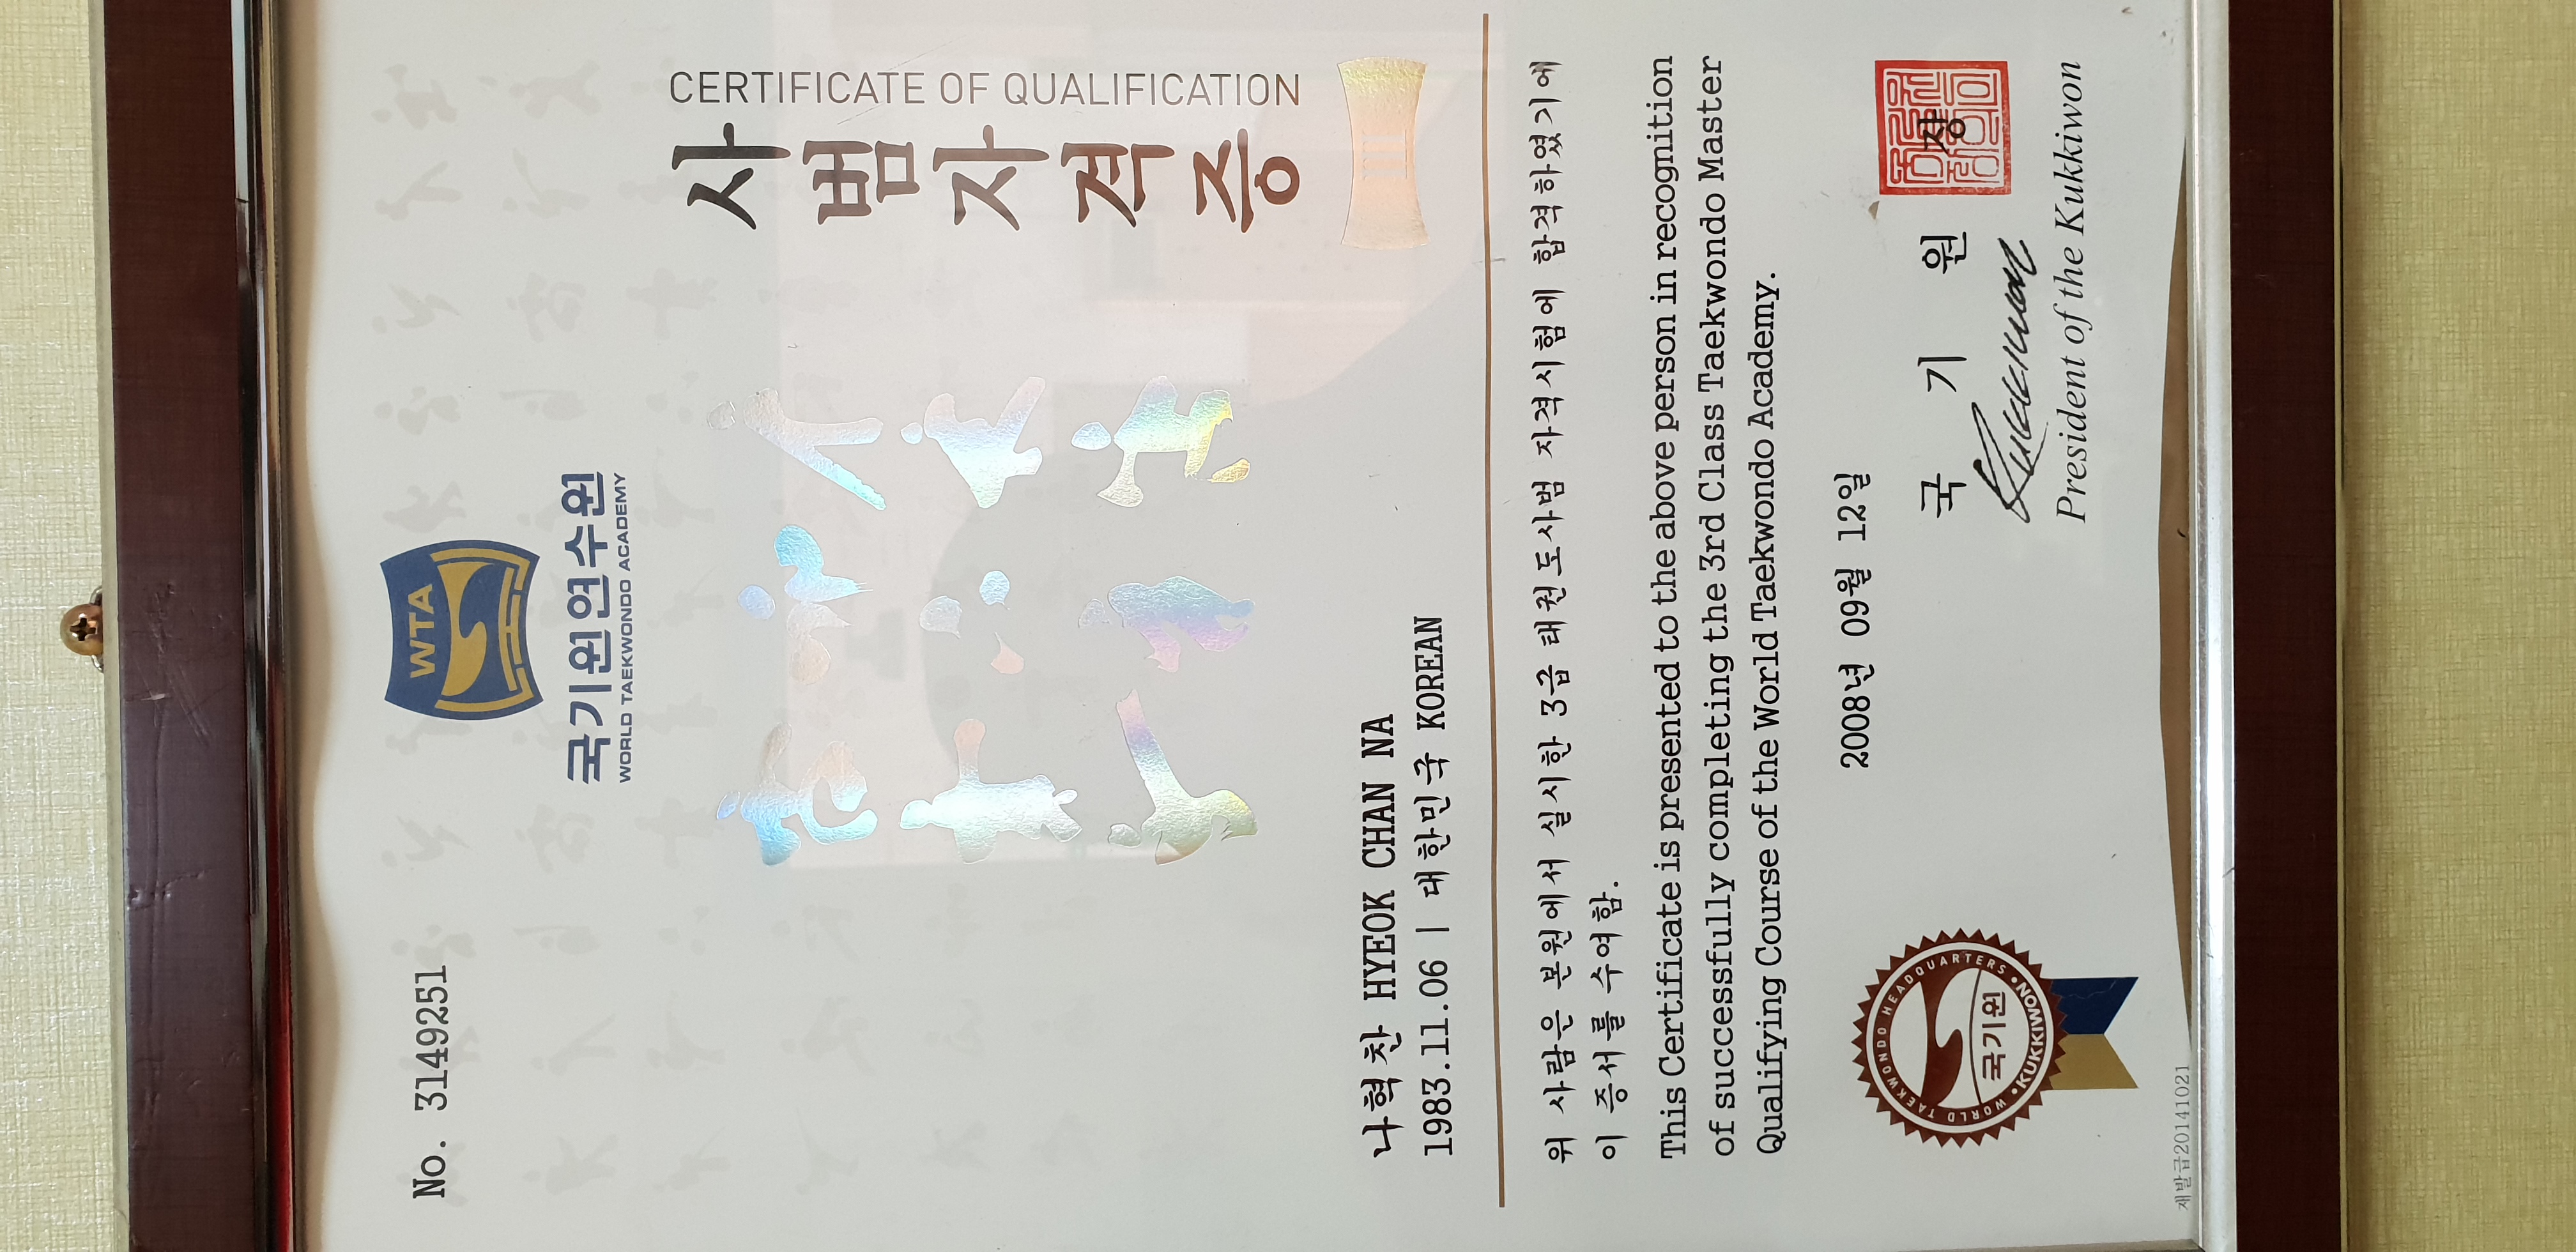 No. 3149251
WTA
국기원연수원
WORLD TAEKWONDO ACADEMY
사범자격증
CERTIFICATE OF QUALIFICATION
III
나혁찬 HYEOK CHAN NA
1983.11.06 | 대한민국 KOREAN
위 사람은 본원에서 실시한 3급 태권도사범 자격시험에 합격하였기에
이 증서를 수여함.
This Certificate is presented to the above person in recognition
of successfully completing the 3rd Class Taekwondo Master
Qualifying Course of the World Taekwondo Academy.
2008년 09월 12일
국 기 원 장
President of the Kukkiwon
WORLD TAEKWONDO HEADQUARTERS • KUKKIWON •
국기원
재발급20141021